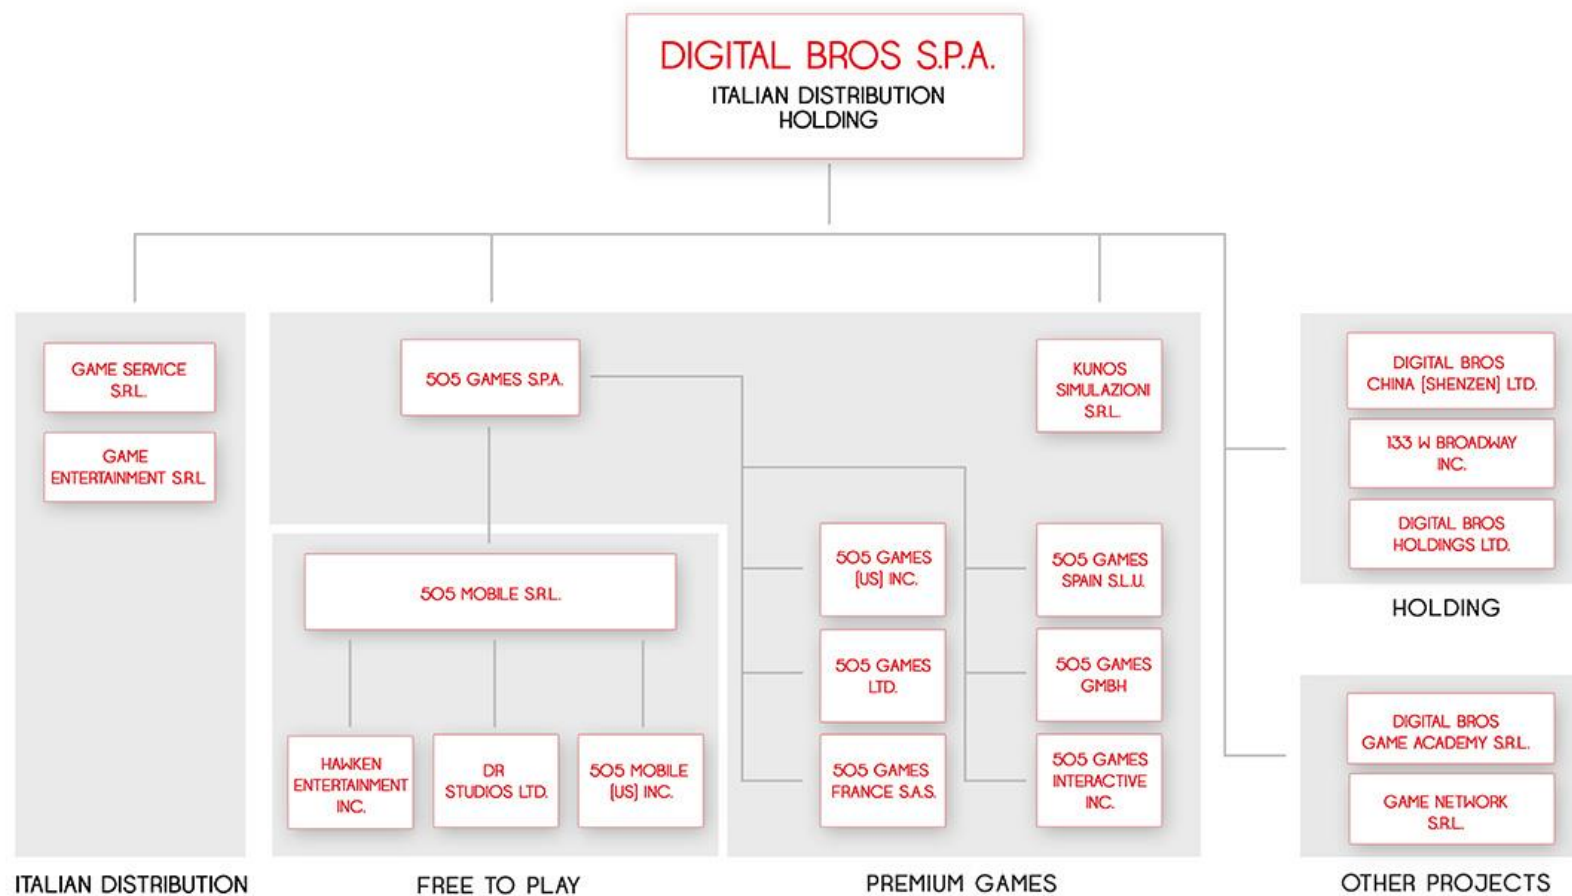 DIGITAL BROS S.P.A.
ITALIAN DISTRIBUTION
HOLDING
GAME SERVICE
S.R.L.
GAME
ENTERTAINMENT S.R.L
ITALIAN DISTRIBUTION
505 GAMES S.P.A.
505 MOBILE S.R.L.
HAWKEN
ENTERTAINMENT
INC.
DR
STUDIOS LTD.
505 MOBILE
(US) INC.
FREE TO PLAY
KUNOS
SIMULAZIONI
S.R.L.
505 GAMES
(US) INC.
505 GAMES
SPAIN S.L.U.
505 GAMES
LTD.
505 GAMES
GMBH
505 GAMES
FRANCE S.A.S.
505 GAMES
INTERACTIVE
INC.
PREMIUM GAMES
DIGITAL BROS
CHINA (SHENZEN) LTD.
133 W BROADWAY
INC.
DIGITAL BROS
HOLDINGS LTD.
HOLDING
DIGITAL BROS
GAME ACADEMY S.R.L.
GAME NETWORK
S.R.L.
OTHER PROJECTS